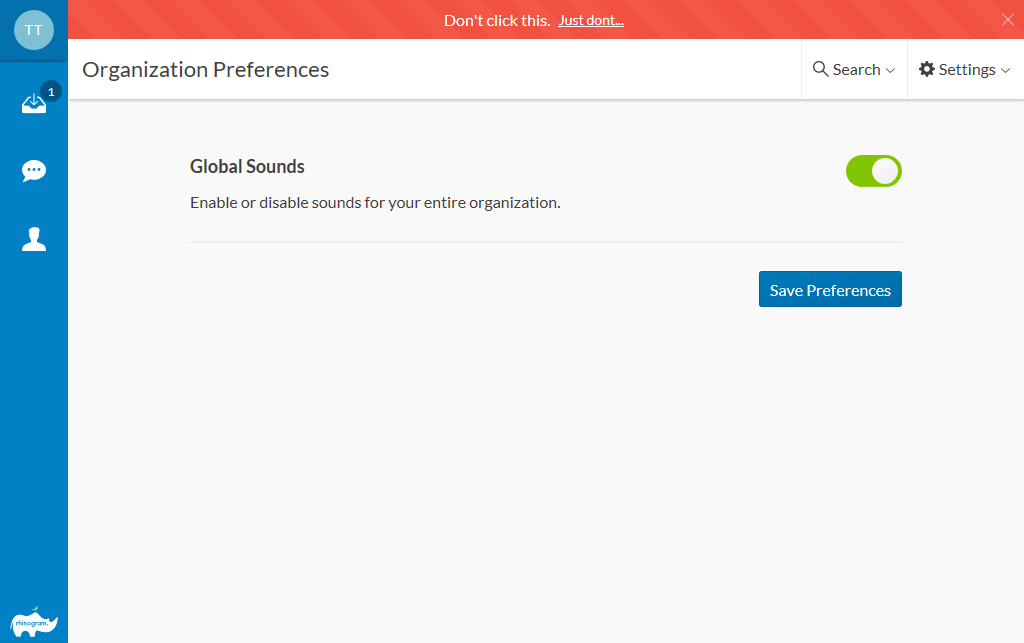 TT
Don't click this. Just dont...
Organization Preferences
Search
Settings
1
Global Sounds
Enable or disable sounds for your entire organization.
Save Preferences
rhinogram.